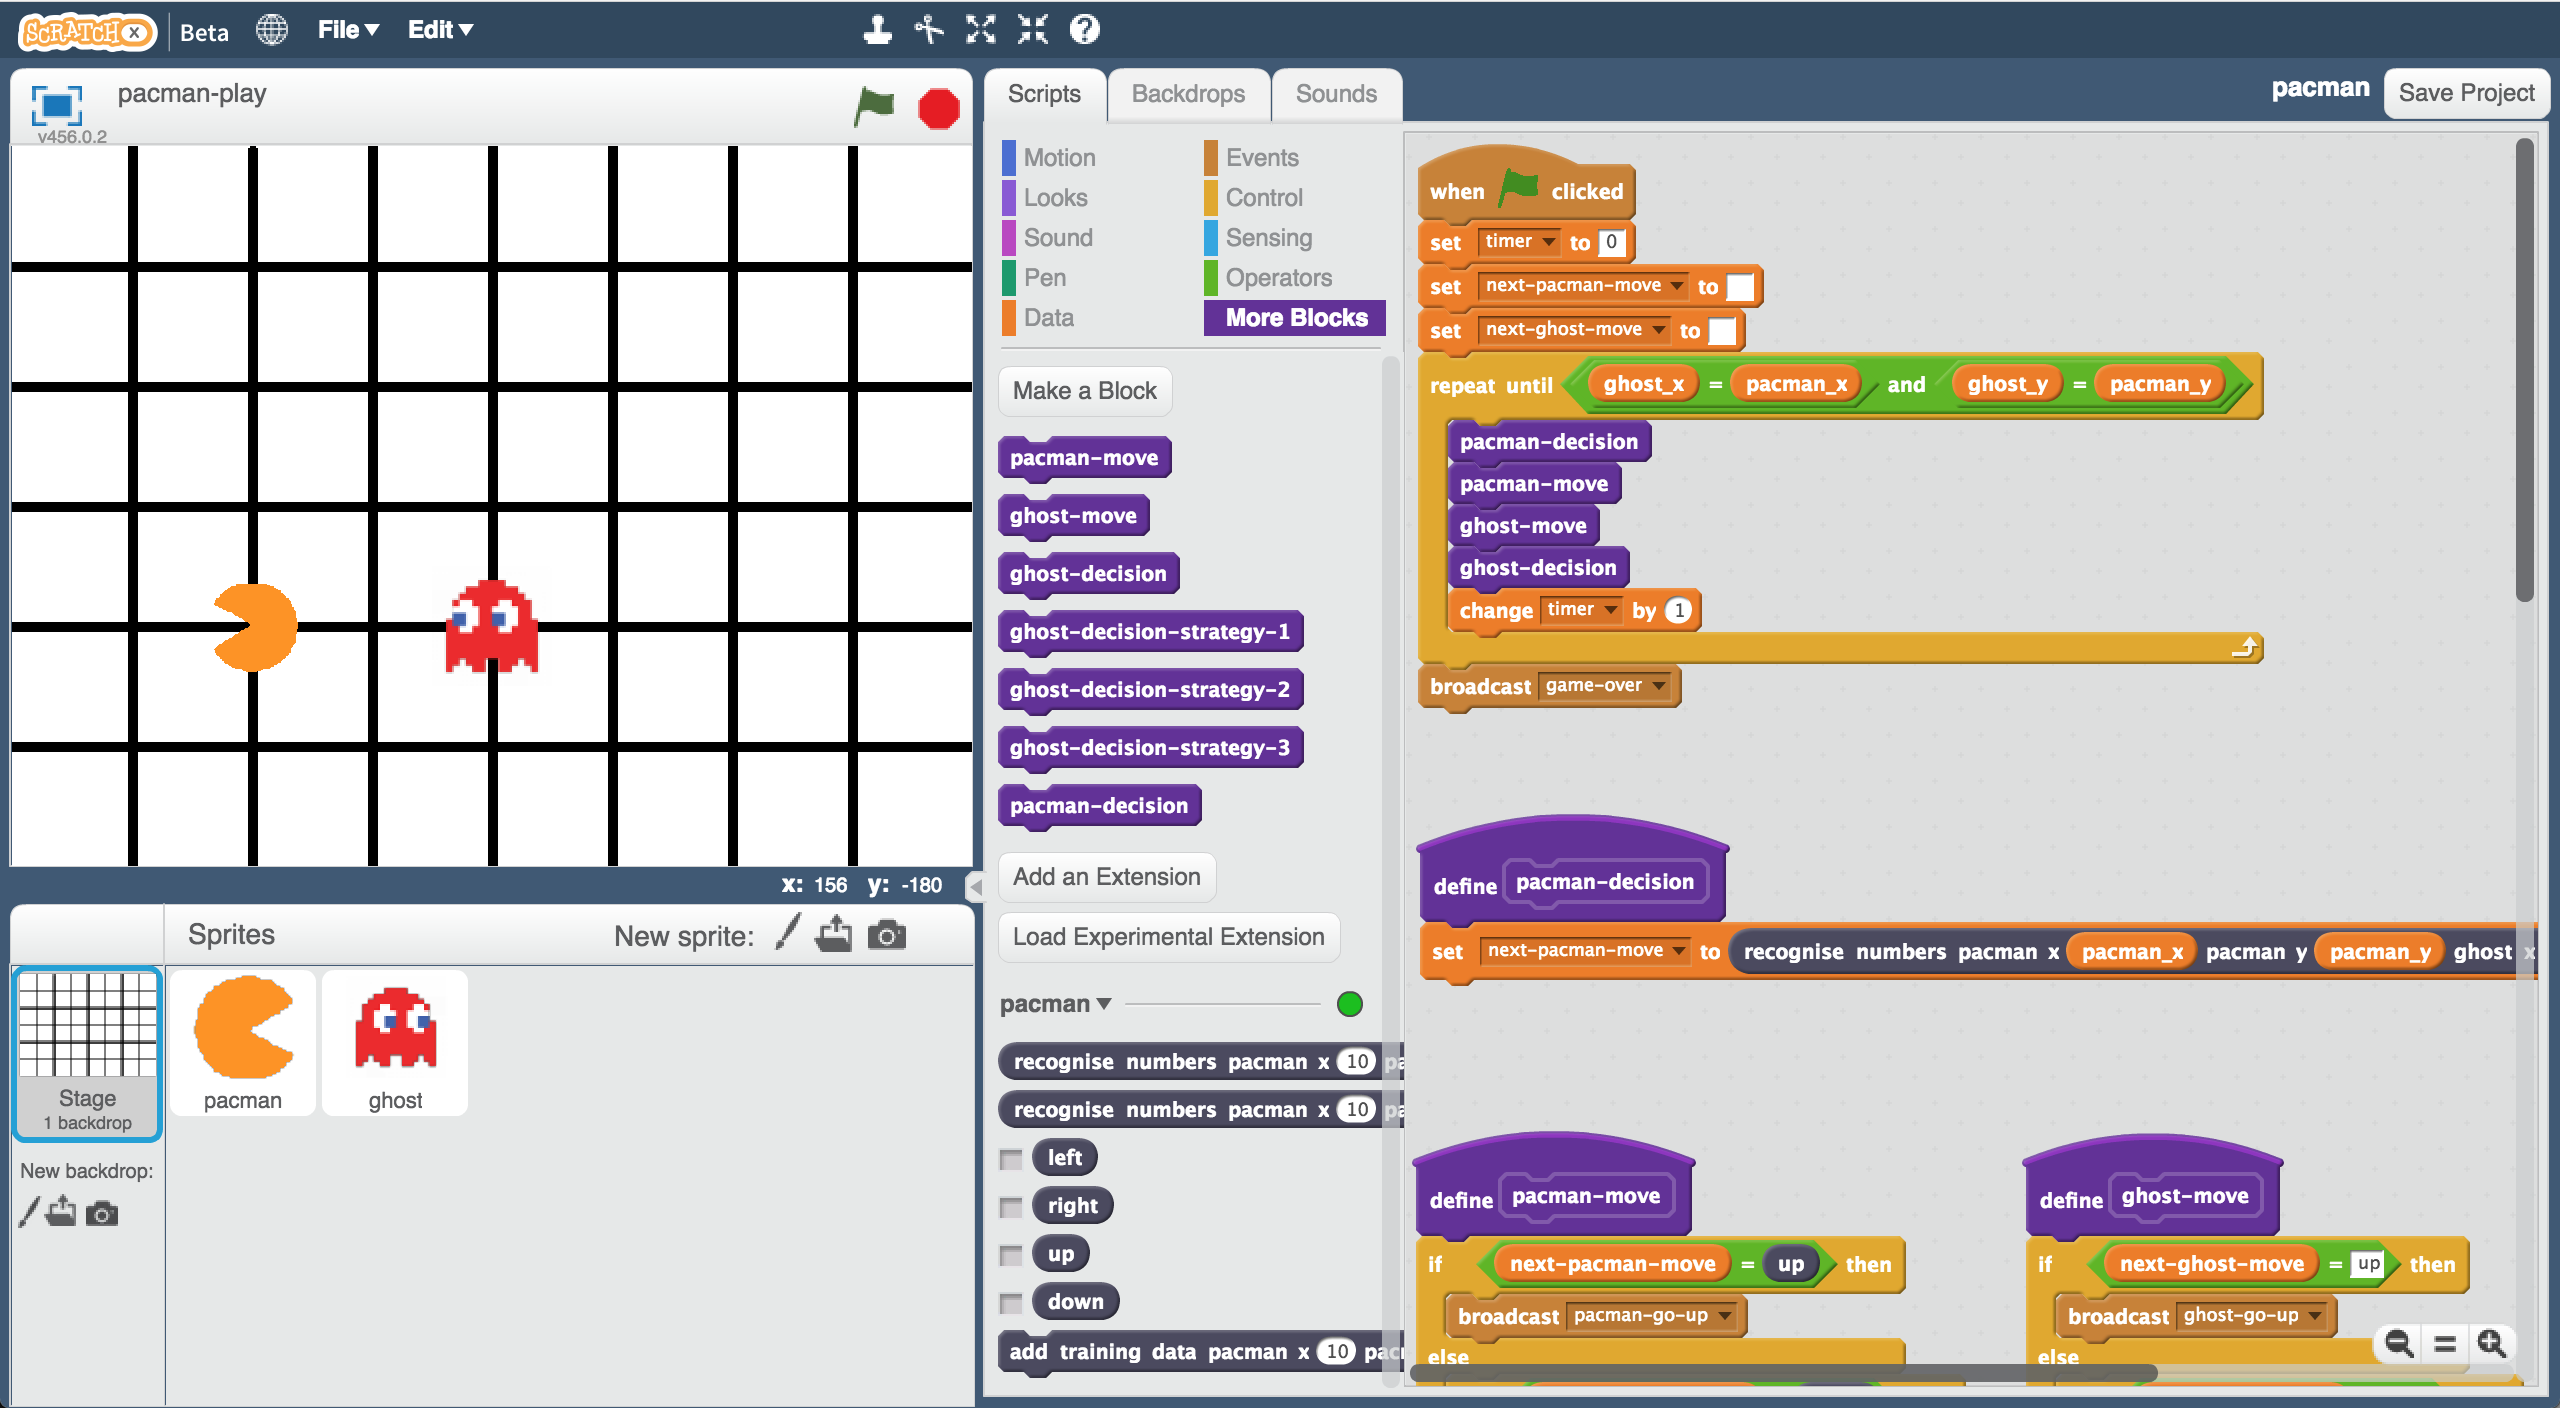 SCRATCH X
Beta
File
Edit
pacman-play
v456.0.2
Scripts
Backdrops
Sounds
pacman
Save Project
Motion
Looks
Sound
Pen
Data
Events
Control
Sensing
Operators
More Blocks
Make a Block
pacman-move
ghost-move
ghost-decision
ghost-decision-strategy-1
ghost-decision-strategy-2
ghost-decision-strategy-3
pacman-decision
Add an Extension
Load Experimental Extension
pacman
recognise numbers pacman x 10 pa
recognise numbers pacman x 10 pa
left
right
up
down
add training data pacman x 10 pac
when clicked
set timer to 0
set next-pacman-move to
set next-ghost-move to
repeat until ghost_x = pacman_x and ghost_y = pacman_y
pacman-decision
pacman-move
ghost-move
ghost-decision
change timer by 1
broadcast game-over
define pacman-decision
set next-pacman-move to recognise numbers pacman x pacman_x pacman y pacman_y ghost x
define pacman-move
if next-pacman-move = up then
broadcast pacman-go-up
else
define ghost-move
if next-ghost-move = up then
broadcast ghost-go-up
else
x: 156 y: -180
Sprites
New sprite:
Stage
1 backdrop
New backdrop:
pacman
ghost